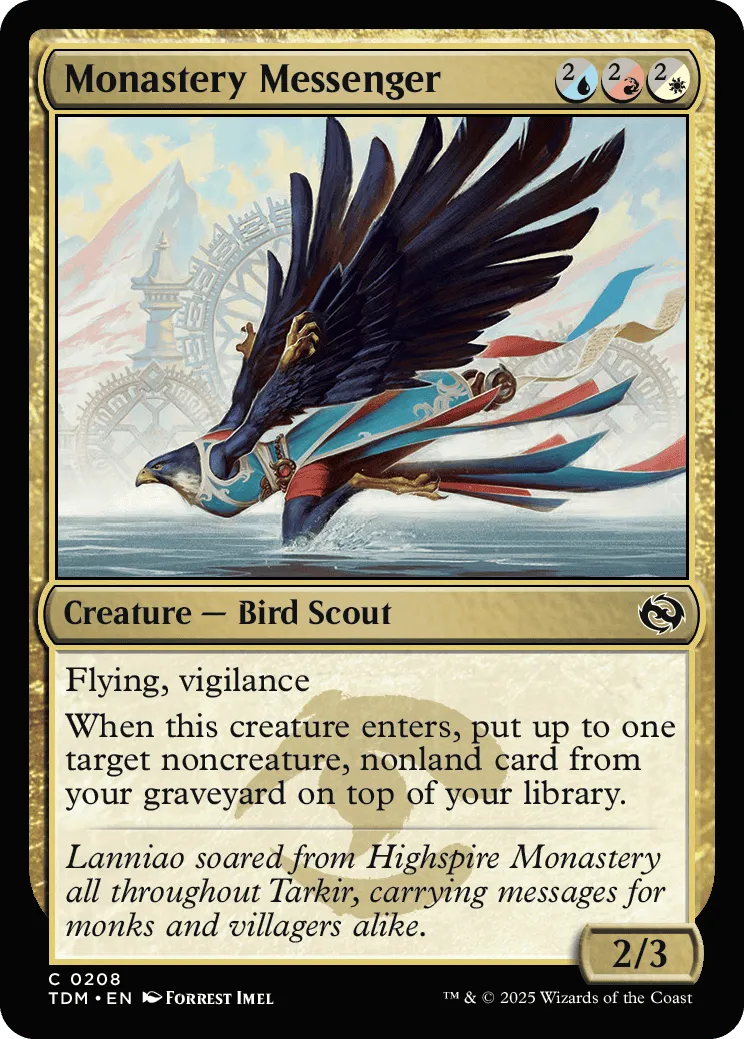 Monastery Messenger 2 2 2
Creature — Bird Scout
Flying, vigilance
When this creature enters, put up to one
target noncreature, nonland card from
your graveyard on top of your library.
Lanniao soared from Highspire Monastery
all throughout Tarkir, carrying messages for
monks and villagers alike.
2/3
C 0208
TDM • EN Forrest Imel
™ & © 2025 Wizards of the Coast